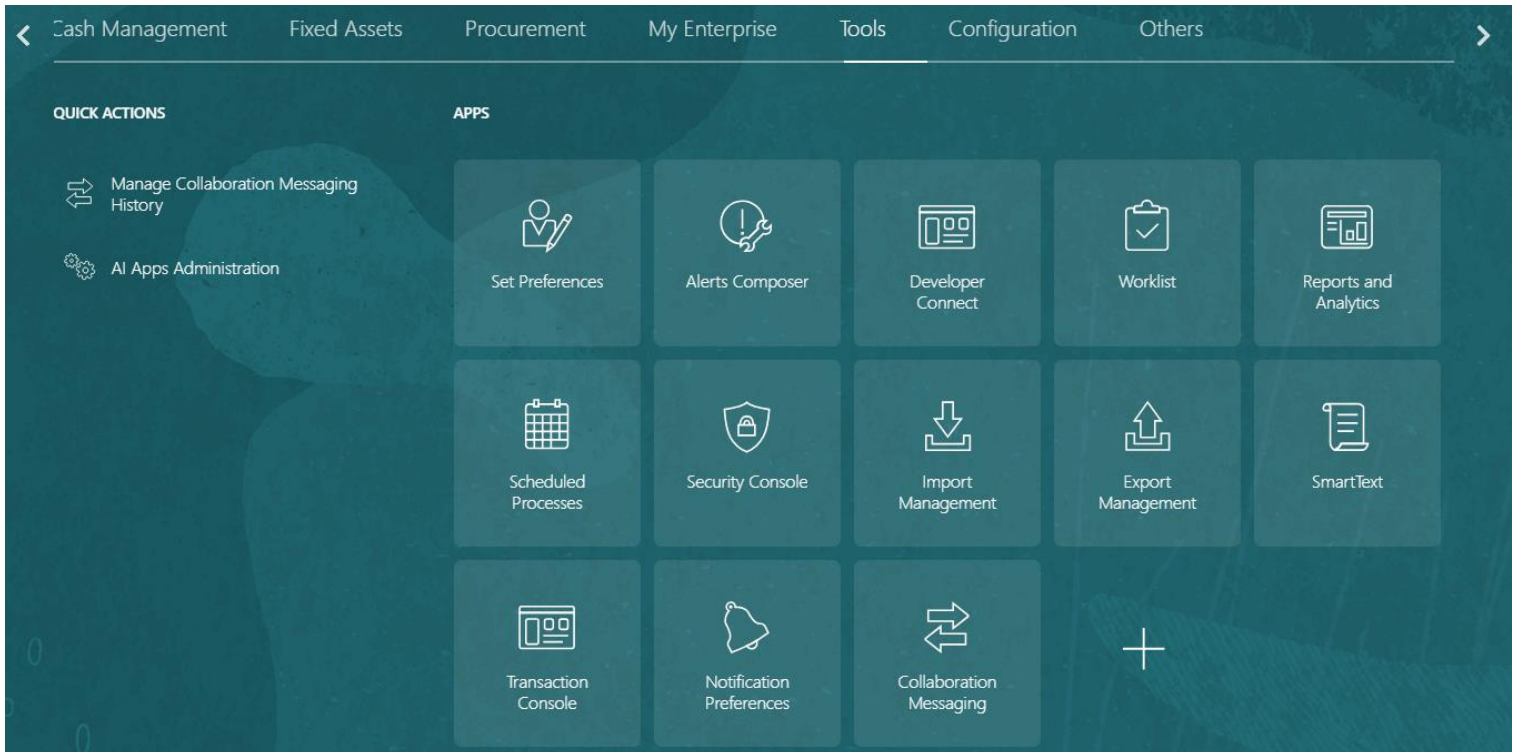 Cash Management Fixed Assets Procurement My Enterprise Tools Configuration Others
QUICK ACTIONS
Manage Collaboration Messaging
History
AI Apps Administration
APPS
Set Preferences
Alerts Composer
Developer
Connect
Worklist
Reports and
Analytics
Scheduled
Processes
Security Console
Import
Management
Export
Management
SmartText
Transaction
Console
Notification
Preferences
Collaboration
Messaging